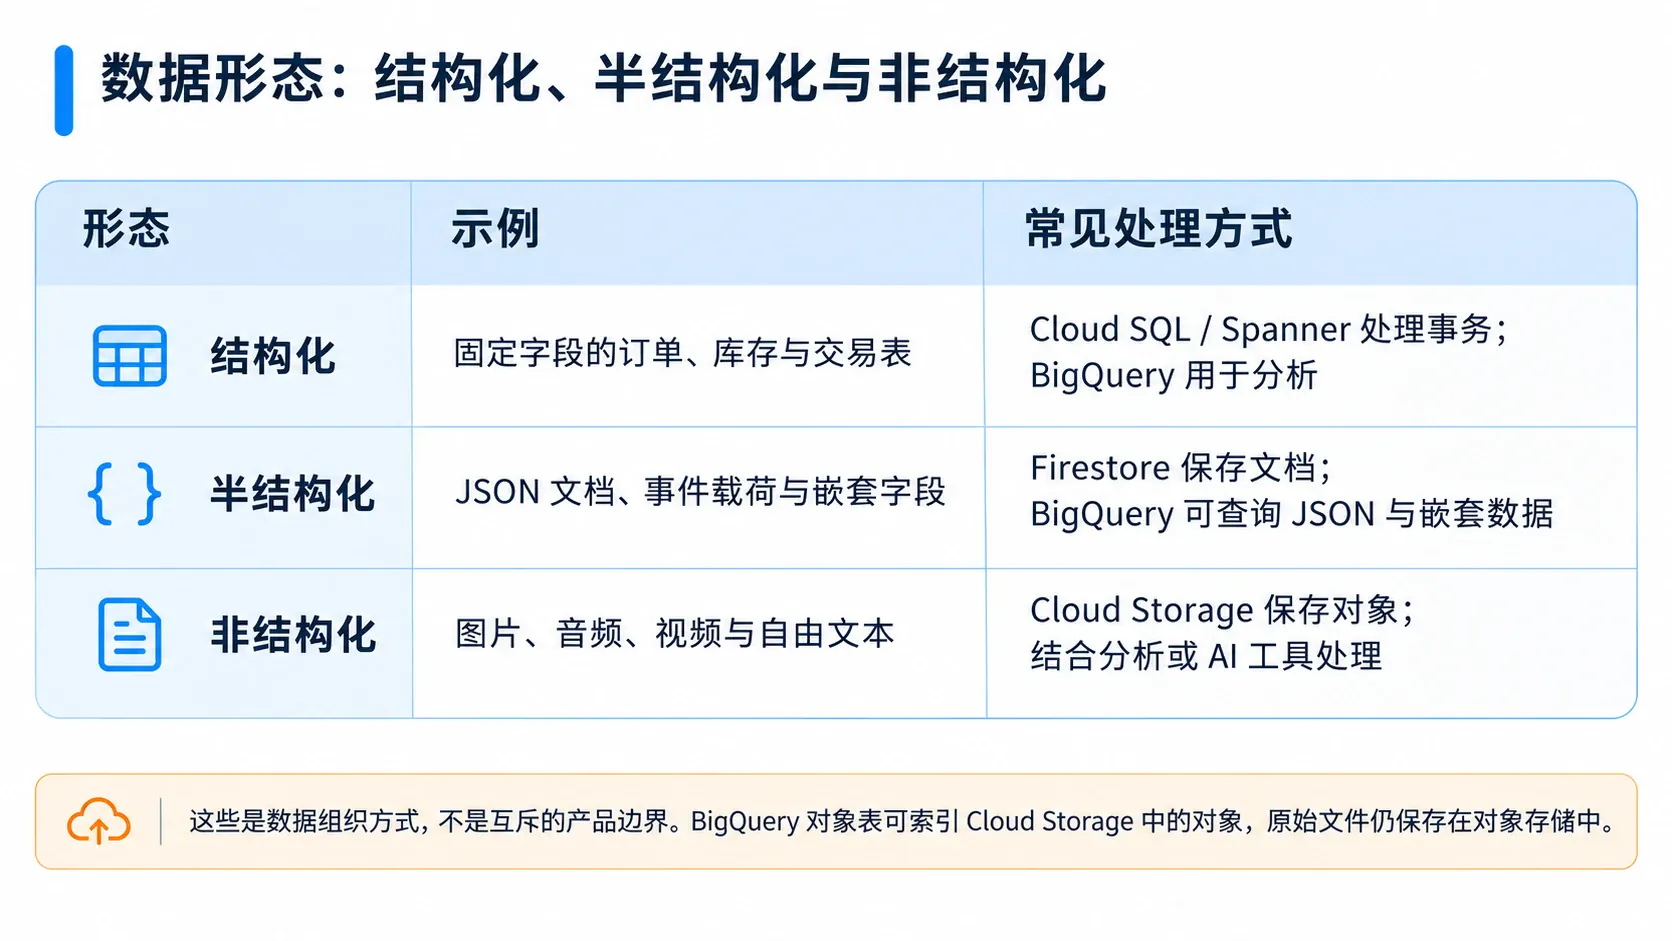 数据形态：结构化、半结构化与非结构化
形态
示例
常见处理方式
结构化
固定字段的订单、库存与交易表
Cloud SQL / Spanner 处理事务；
BigQuery 用于分析
半结构化
JSON 文档、事件载荷与嵌套字段
Firestore 保存文档；
BigQuery 可查询 JSON 与嵌套数据
非结构化
图片、音频、视频与自由文本
Cloud Storage 保存对象；
结合分析或 AI 工具处理
这些是数据组织方式，不是互斥的产品边界。BigQuery 对象表可索引 Cloud Storage 中的对象，原始文件仍保存在对象存储中。